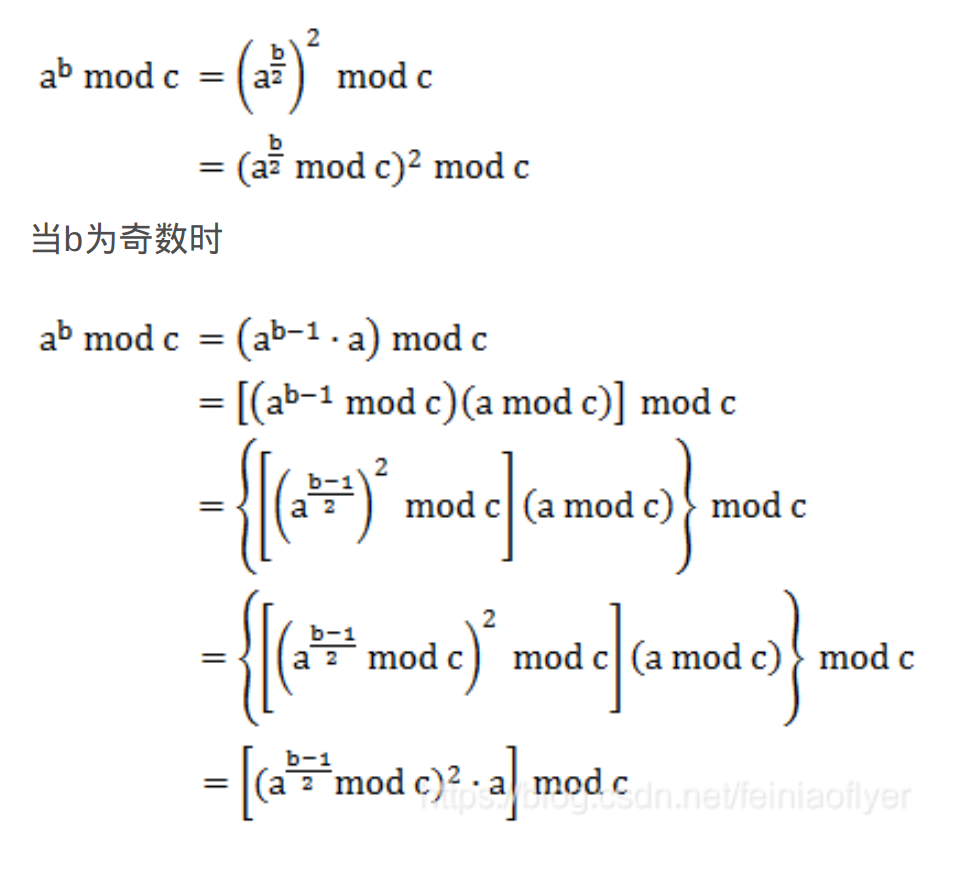 a^b mod c = (a^(b/2))^2 mod c
= (a^(b/2) mod c)^2 mod c
当b为奇数时
a^b mod c = (a^(b−1) · a) mod c
= [(a^(b−1) mod c)(a mod c)] mod c
= {[(a^((b−1)/2))^2 mod c](a mod c)} mod c
= {[(a^((b−1)/2) mod c)^2 mod c](a mod c)} mod c
= [(a^((b−1)/2) mod c)^2 · a] mod c
https://blog.csdn.net/feiniaoflyer